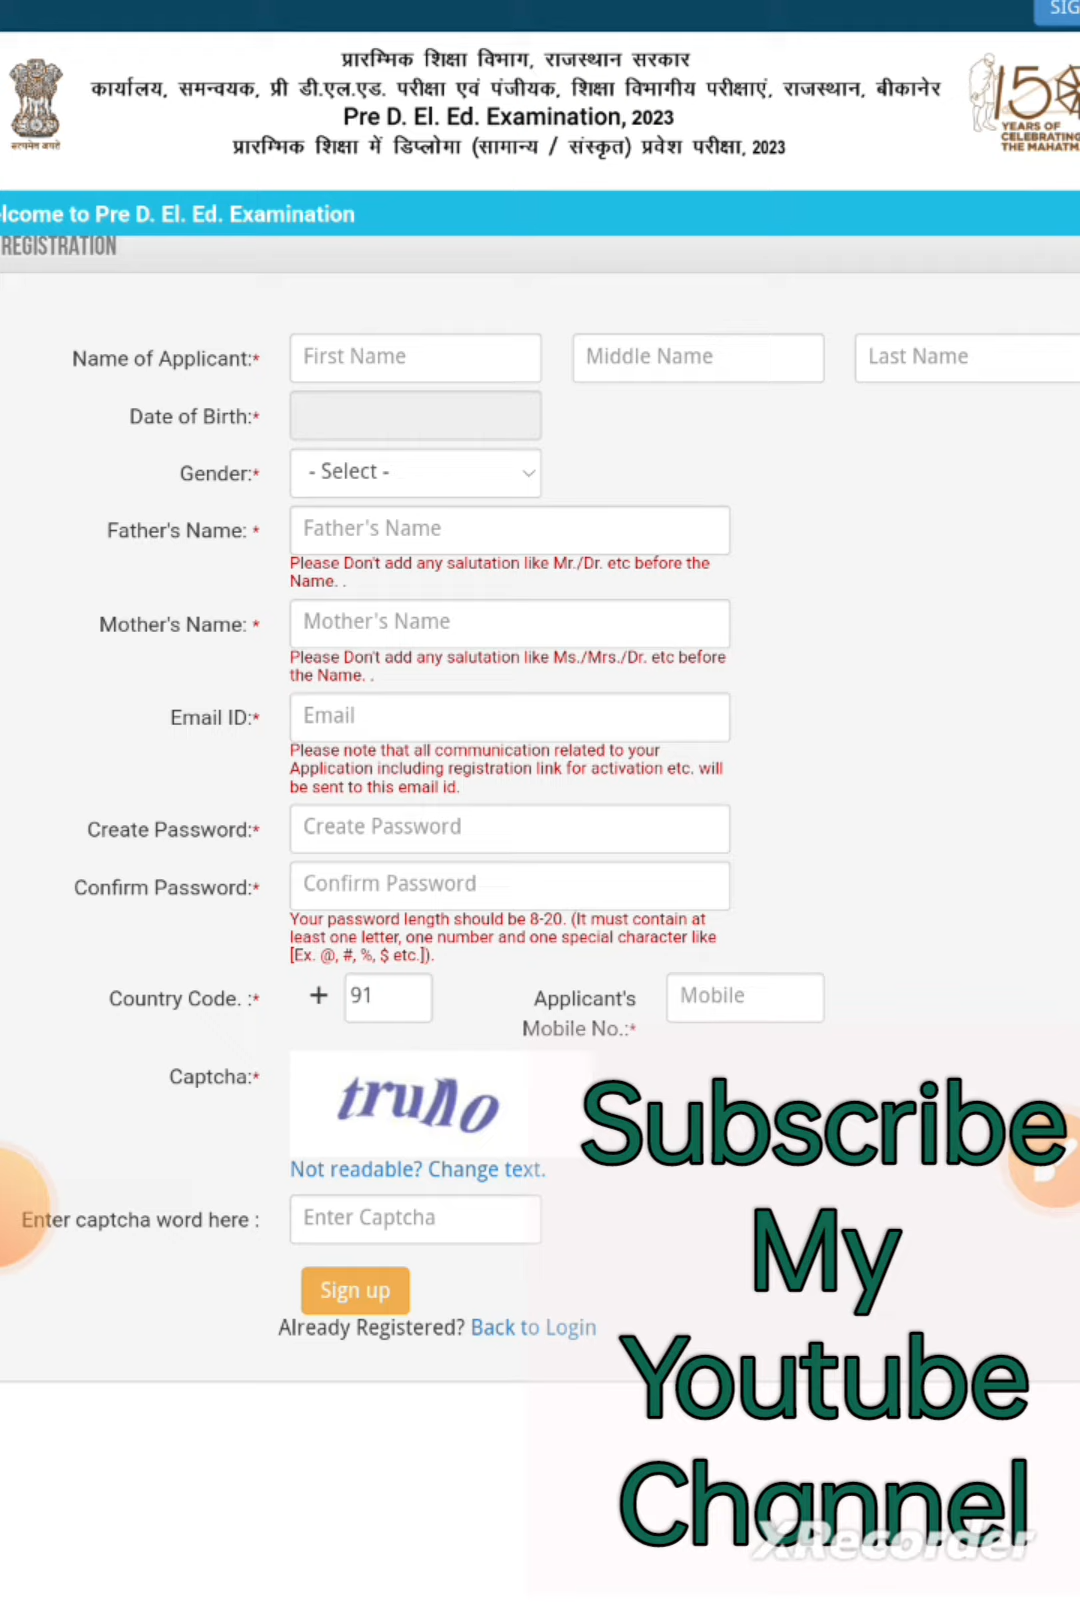 SIG
प्रारम्भिक शिक्षा विभाग, राजस्थान सरकार
कार्यालय, समन्वयक, प्री डी.एल.एड. परीक्षा एवं पंजीयक, शिक्षा विभागीय परीक्षाएं, राजस्थान, बीकानेर
Pre D. El. Ed. Examination, 2023
प्रारम्भिक शिक्षा में डिप्लोमा (सामान्य / संस्कृत) प्रवेश परीक्षा, 2023
सत्यमेव जयते
150
YEARS OF
CELEBRATING
THE MAHATM
elcome to Pre D. El. Ed. Examination
REGISTRATION
Name of Applicant:* First Name Middle Name Last Name
Date of Birth:*
Gender:* - Select -
Father's Name: * Father's Name
Please Don't add any salutation like Mr./Dr. etc before the
Name. .
Mother's Name: * Mother's Name
Please Don't add any salutation like Ms./Mrs./Dr. etc before
the Name. .
Email ID:* Email
Please note that all communication related to your
Application including registration link for activation etc. will
be sent to this email id.
Create Password:* Create Password
Confirm Password:* Confirm Password
Your password length should be 8-20. (It must contain at
least one letter, one number and one special character like
[Ex. @, #, %, $ etc.]).
Country Code. :* + 91 Applicant's Mobile
Mobile No.:*
Captcha:*
Not readable? Change text.
Enter captcha word here : Enter Captcha
Sign up
Already Registered? Back to Login
Subscribe
My
Youtube
Channel
XRecorder